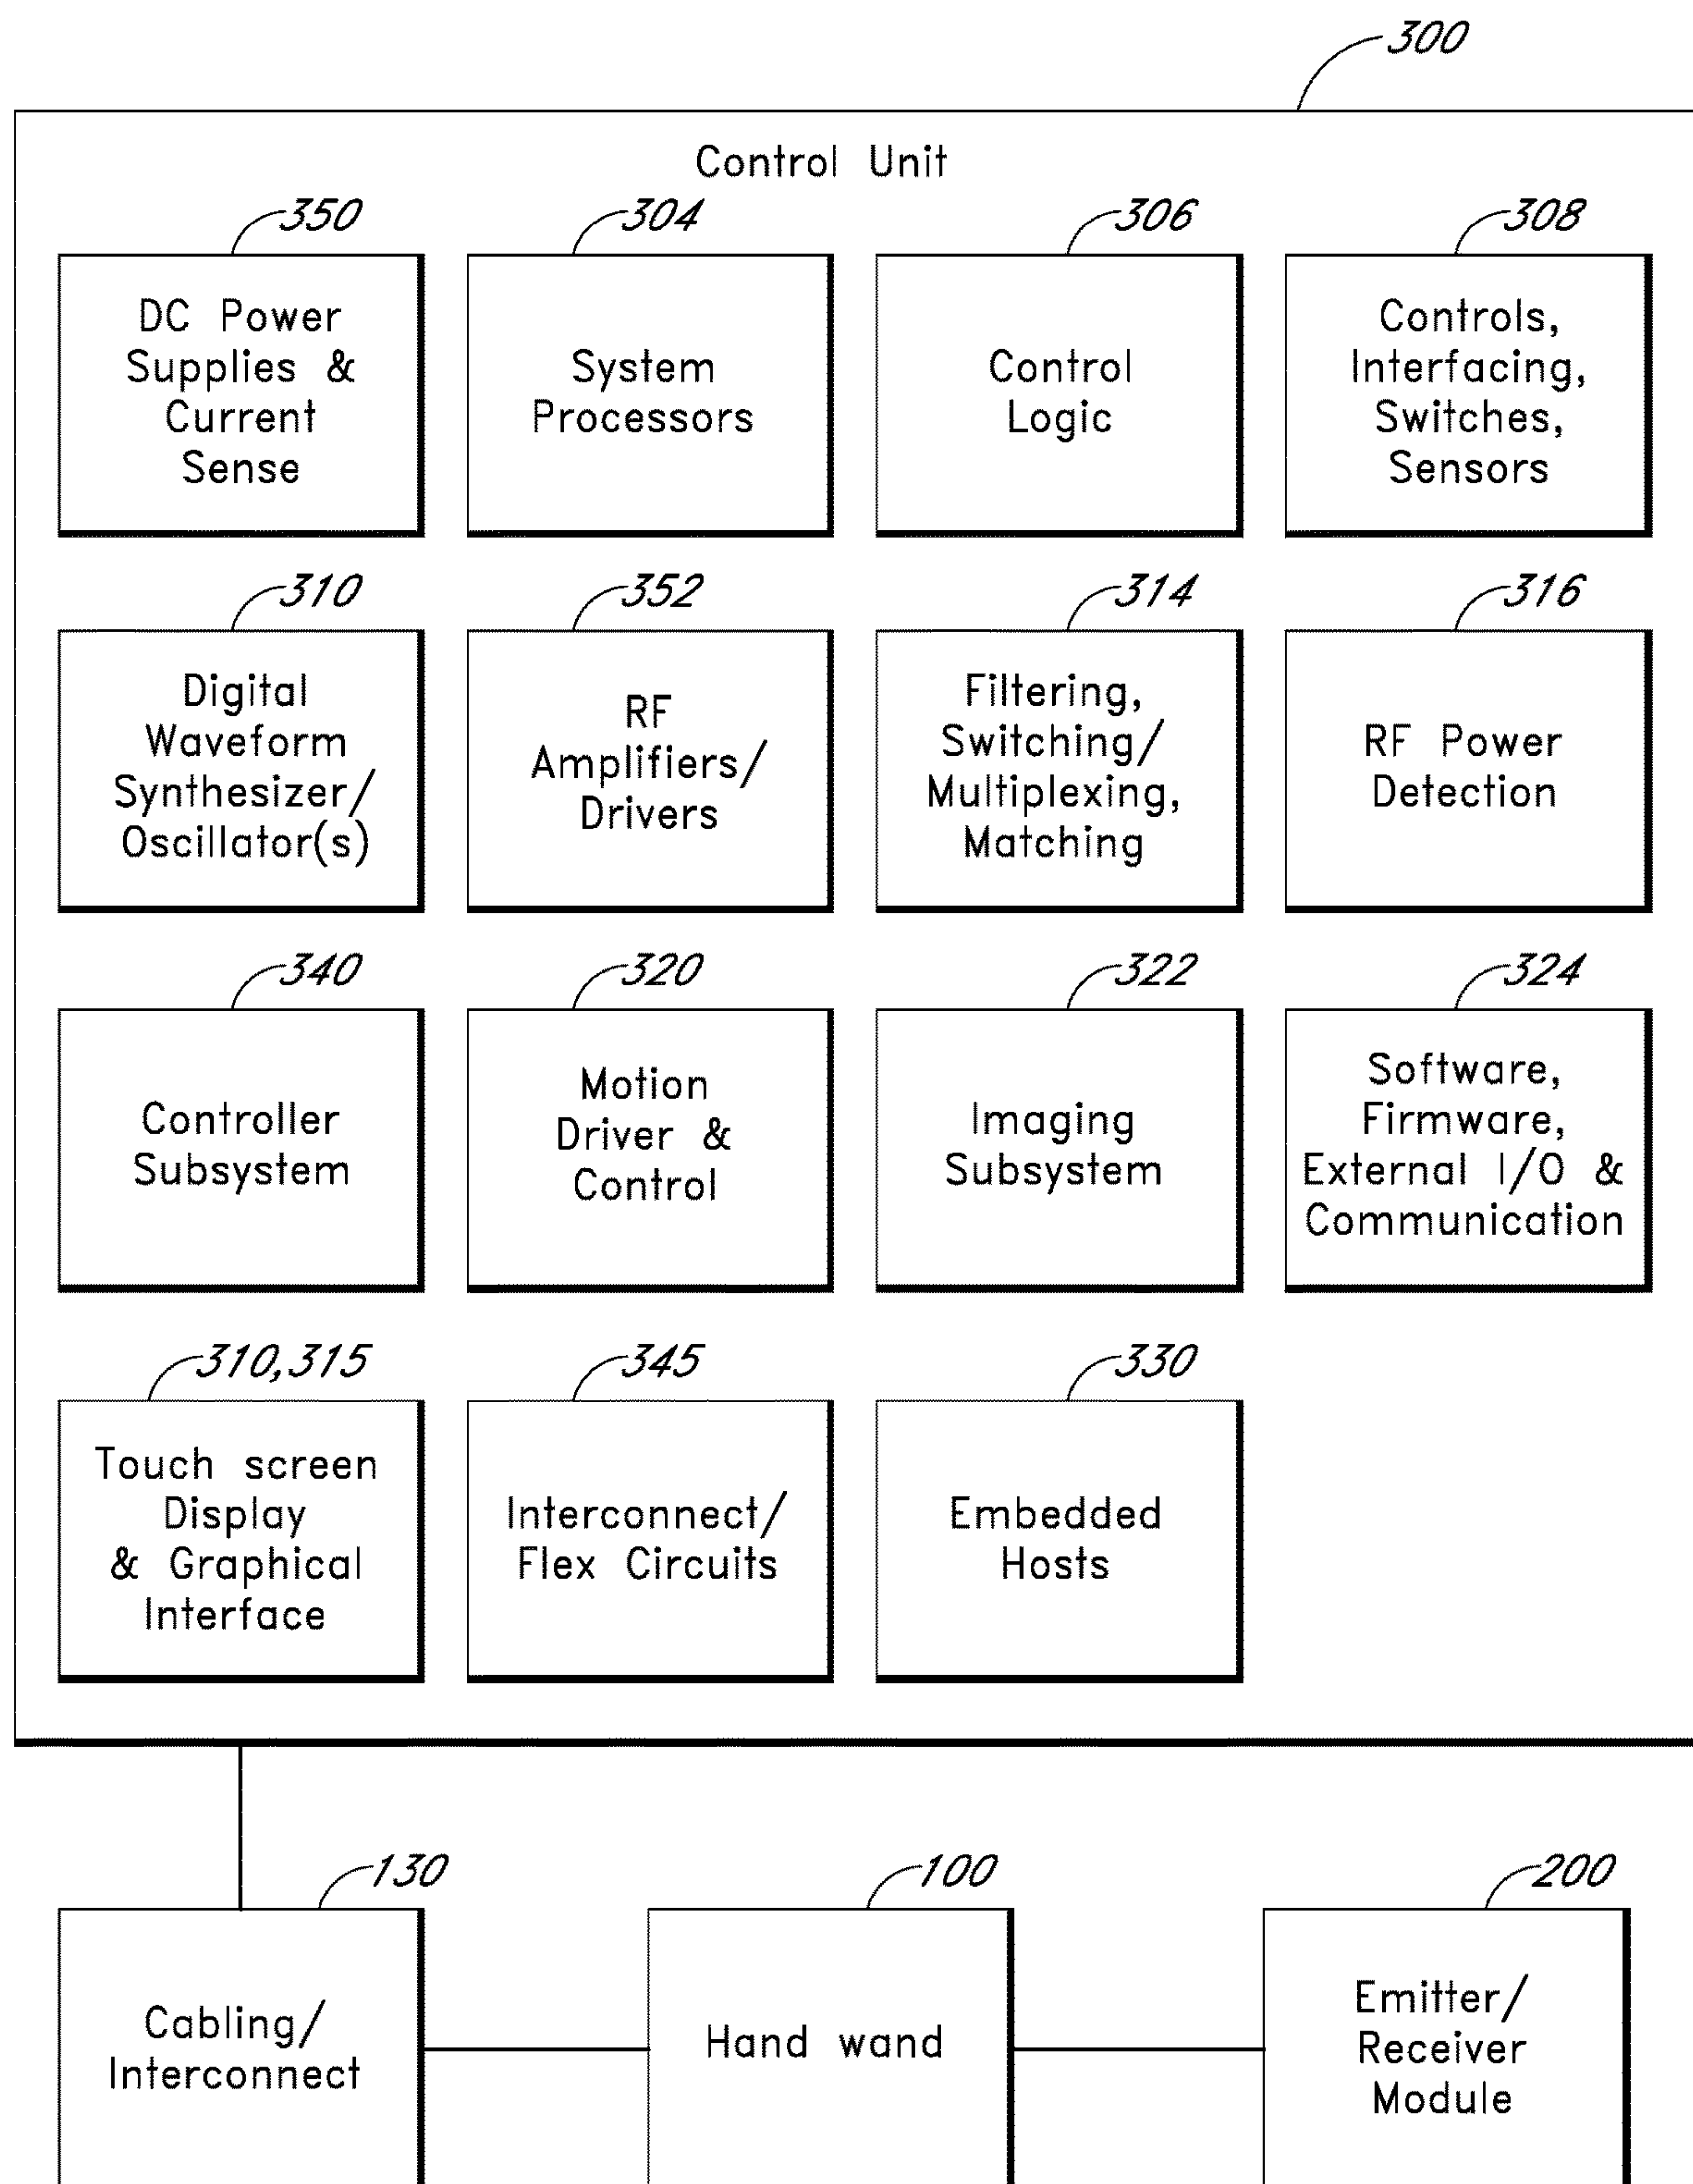 300
Control Unit
350
DC Power
Supplies &
Current
Sense
304
System
Processors
306
Control
Logic
308
Controls,
Interfacing,
Switches,
Sensors
310
Digital
Waveform
Synthesizer/
Oscillator(s)
352
RF
Amplifiers/
Drivers
314
Filtering,
Switching/
Multiplexing,
Matching
316
RF Power
Detection
340
Controller
Subsystem
320
Motion
Driver &
Control
322
Imaging
Subsystem
324
Software,
Firmware,
External I/O &
Communication
310,315
Touch screen
Display
& Graphical
Interface
345
Interconnect/
Flex Circuits
330
Embedded
Hosts
130
Cabling/
Interconnect
100
Hand wand
200
Emitter/
Receiver
Module